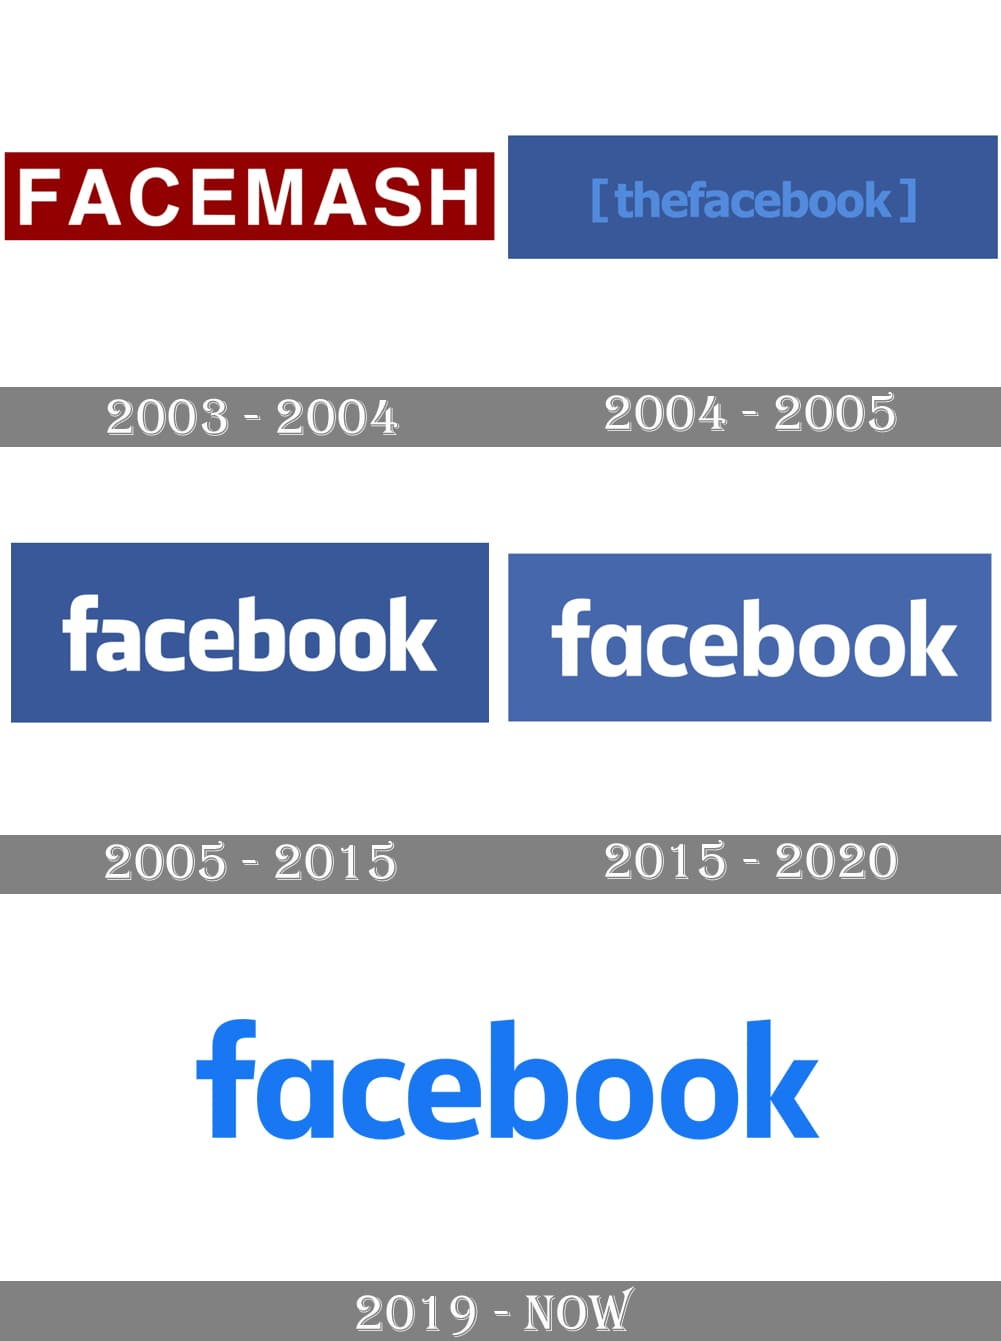 FACEMASH
[thefacebook]
2003 - 2004
2004 - 2005
facebook
facebook
2005 - 2015
2015 - 2020
facebook
2019 - NOW